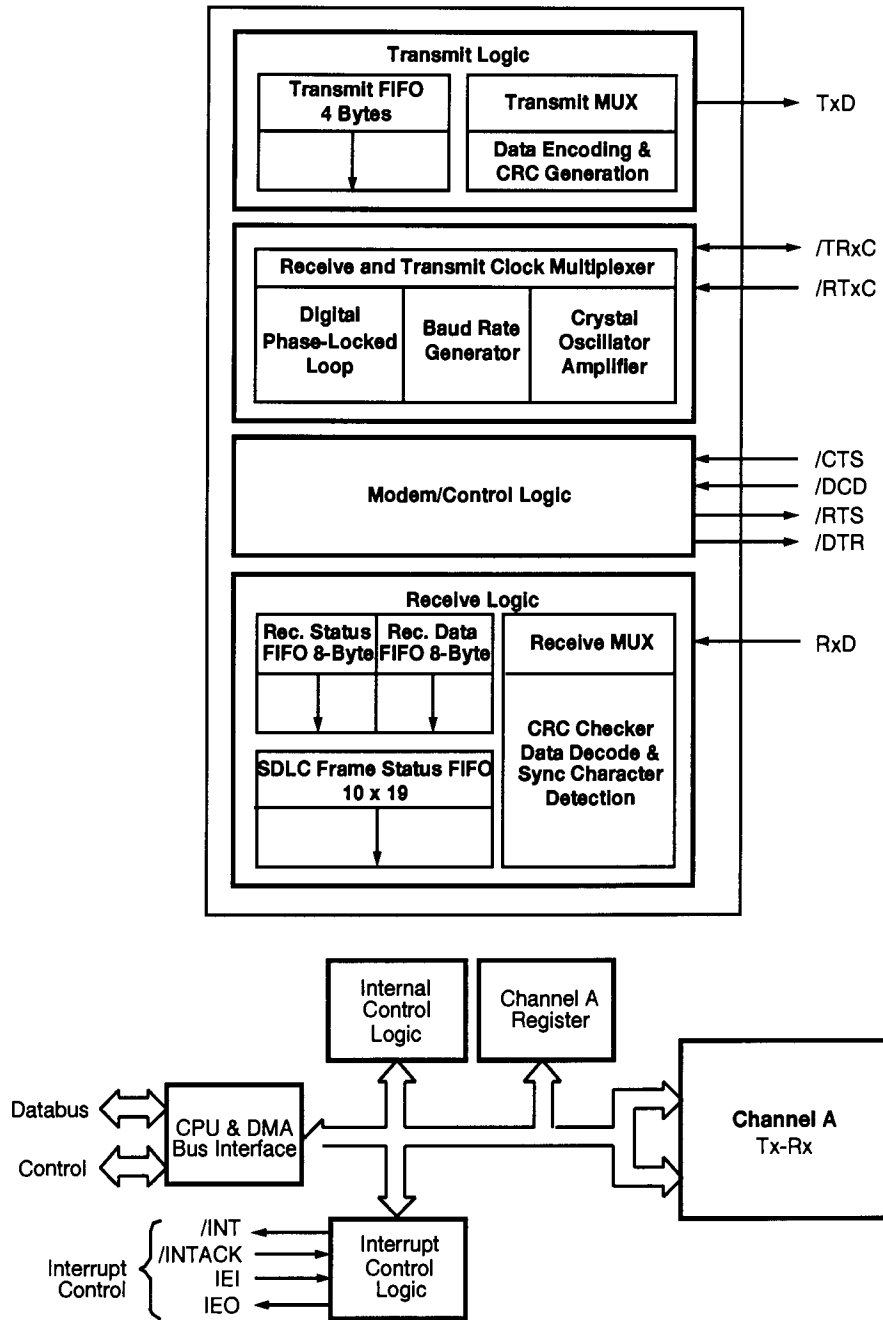 Transmit Logic
Transmit FIFO
4 Bytes
Transmit MUX
Data Encoding &
CRC Generation
TxD
Receive and Transmit Clock Multiplexer
Digital
Phase-Locked
Loop
Baud Rate
Generator
Crystal
Oscillator
Amplifier
/TRxC
/RTxC
Modem/Control Logic
/CTS
/DCD
/RTS
/DTR
Receive Logic
Rec. Status
FIFO 8-Byte
Rec. Data
FIFO 8-Byte
Receive MUX
RxD
SDLC Frame Status FIFO
10 x 19
CRC Checker
Data Decode &
Sync Character
Detection
Internal
Control
Logic
Channel A
Register
Databus
Control
CPU & DMA
Bus Interface
Channel A
Tx-Rx
Interrupt
Control
/INT
/INTACK
IEI
IEO
Interrupt
Control
Logic